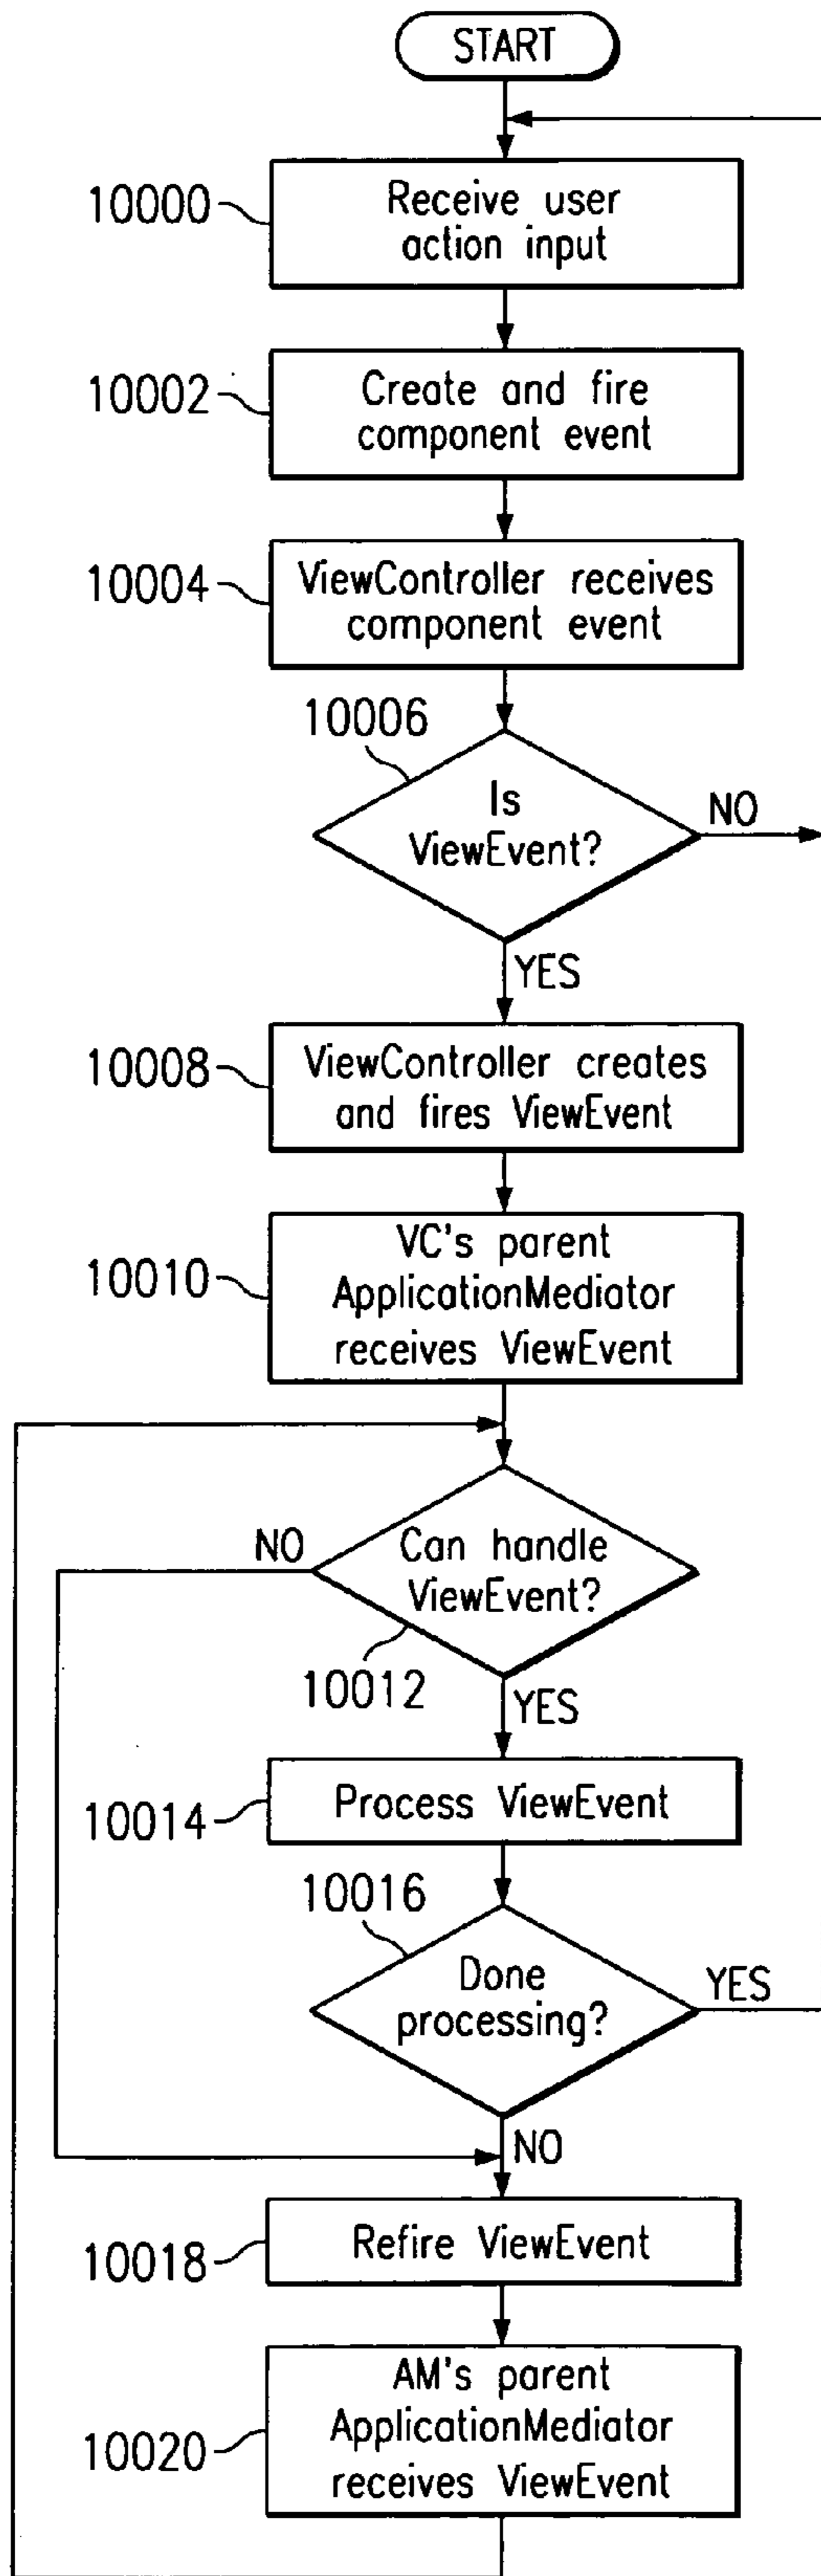 START
10000
Receive user
action input
10002
Create and fire
component event
10004
ViewController receives
component event
10006
Is
ViewEvent?
NO
YES
10008
ViewController creates
and fires ViewEvent
10010
VC's parent
ApplicationMediator
receives ViewEvent
NO
Can handle
ViewEvent?
10012
YES
10014
Process ViewEvent
10016
Done
processing?
YES
NO
10018
Refire ViewEvent
10020
AM's parent
ApplicationMediator
receives ViewEvent